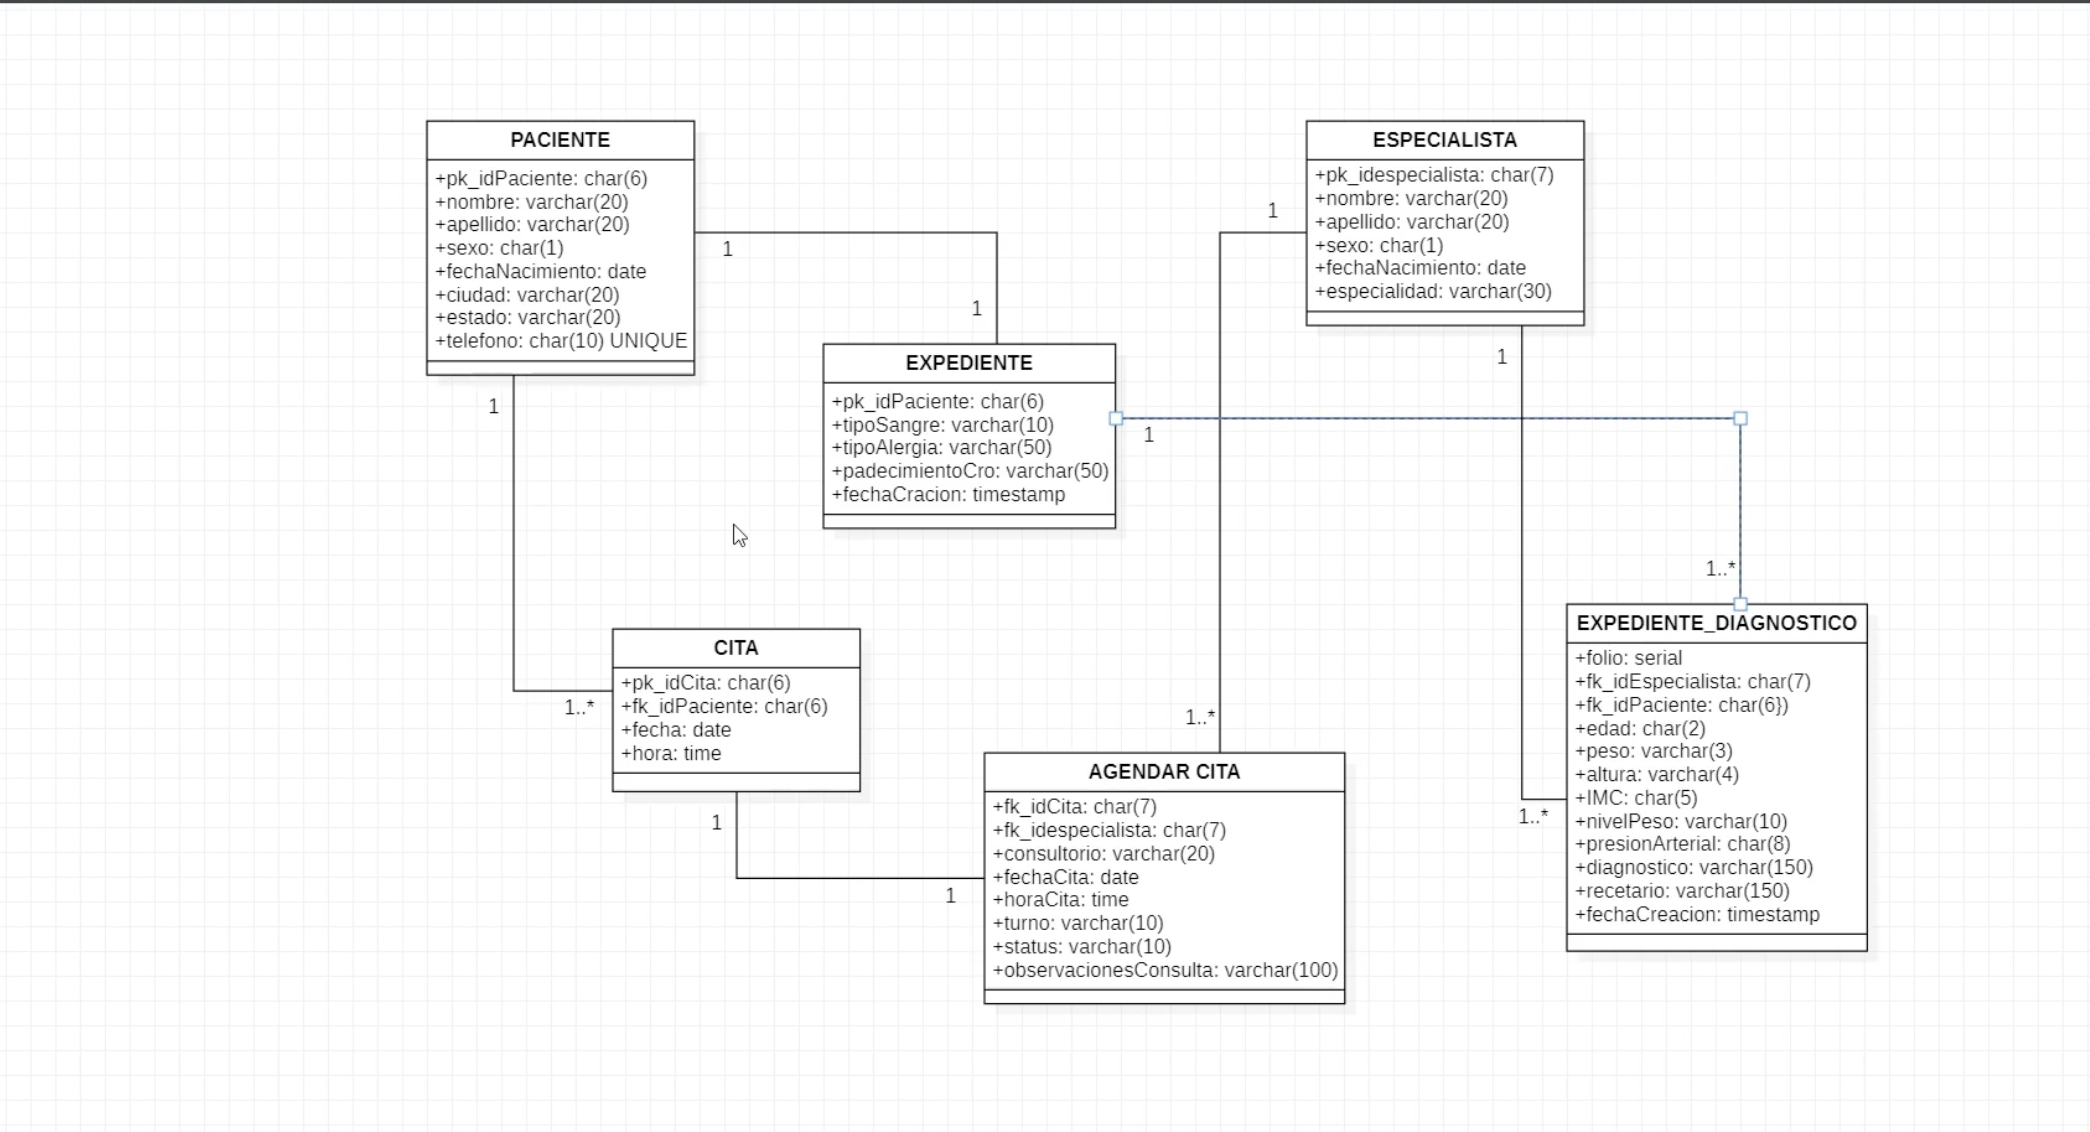 PACIENTE
+pk_idPaciente: char(6)
+nombre: varchar(20)
+apellido: varchar(20)
+sexo: char(1)
+fechaNacimiento: date
+ciudad: varchar(20)
+estado: varchar(20)
+telefono: char(10) UNIQUE
1
1
1
1..*
EXPEDIENTE
+pk_idPaciente: char(6)
+tipoSangre: varchar(10)
+tipoAlergia: varchar(50)
+padecimientoCro: varchar(50)
+fechaCracion: timestamp
1
1..*
ESPECIALISTA
+pk_idespecialista: char(7)
+nombre: varchar(20)
+apellido: varchar(20)
+sexo: char(1)
+fechaNacimiento: date
+especialidad: varchar(30)
1
1..*
1
1..*
CITA
+pk_idCita: char(6)
+fk_idPaciente: char(6)
+fecha: date
+hora: time
1
1
AGENDAR CITA
+fk_idCita: char(7)
+fk_idespecialista: char(7)
+consultorio: varchar(20)
+fechaCita: date
+horaCita: time
+turno: varchar(10)
+status: varchar(10)
+observacionesConsulta: varchar(100)
EXPEDIENTE_DIAGNOSTICO
+folio: serial
+fk_idEspecialista: char(7)
+fk_idPaciente: char(6})
+edad: char(2)
+peso: varchar(3)
+altura: varchar(4)
+IMC: char(5)
+nivelPeso: varchar(10)
+presionArterial: char(8)
+diagnostico: varchar(150)
+recetario: varchar(150)
+fechaCreacion: timestamp